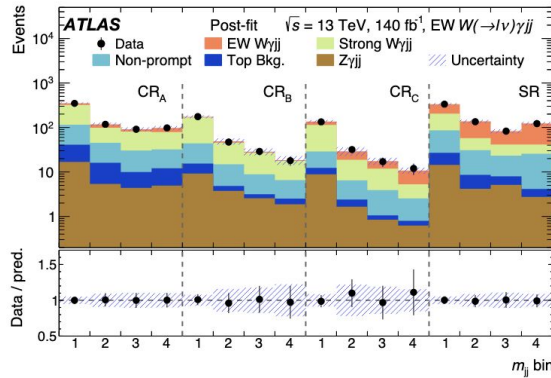 Events
ATLAS Post-fit √s = 13 TeV, 140 fb⁻¹, EW W(→lν)γjj
Data EW Wγjj Strong Wγjj
Non-prompt Top Bkg. Zγjj Uncertainty
CR_A CR_B CR_C SR
10⁴
10³
10²
10
1
Data / pred.
1.5
1.0
0.5
1 2 3 4 1 2 3 4 1 2 3 4 1 2 3 4
m_jj bin